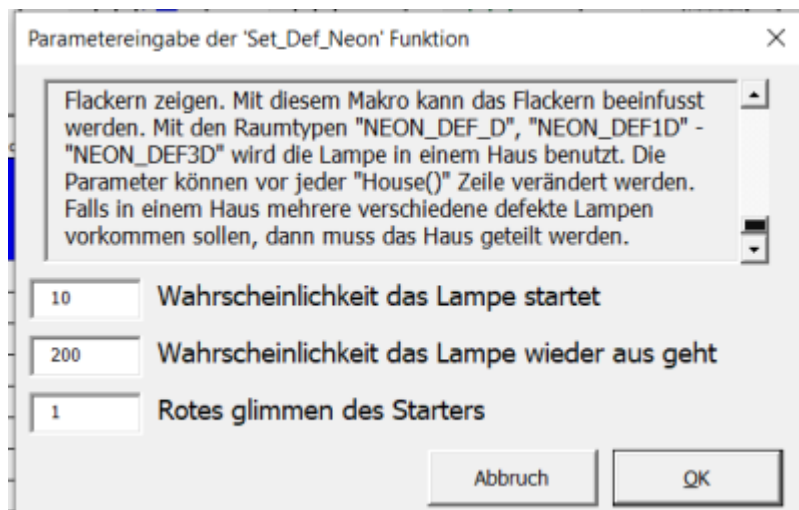 Parametereingabe der 'Set_Def_Neon' Funktion
Flackern zeigen. Mit diesem Makro kann das Flackern beeinfusst
werden. Mit den Raumtypen "NEON_DEF_D", "NEON_DEF1D" -
"NEON_DEF3D" wird die Lampe in einem Haus benutzt. Die
Parameter können vor jeder "House()" Zeile verändert werden.
Falls in einem Haus mehrere verschiedene defekte Lampen
vorkommen sollen, dann muss das Haus geteilt werden.
10 Wahrscheinlichkeit das Lampe startet
200 Wahrscheinlichkeit das Lampe wieder aus geht
1 Rotes glimmen des Starters
Abbruch OK